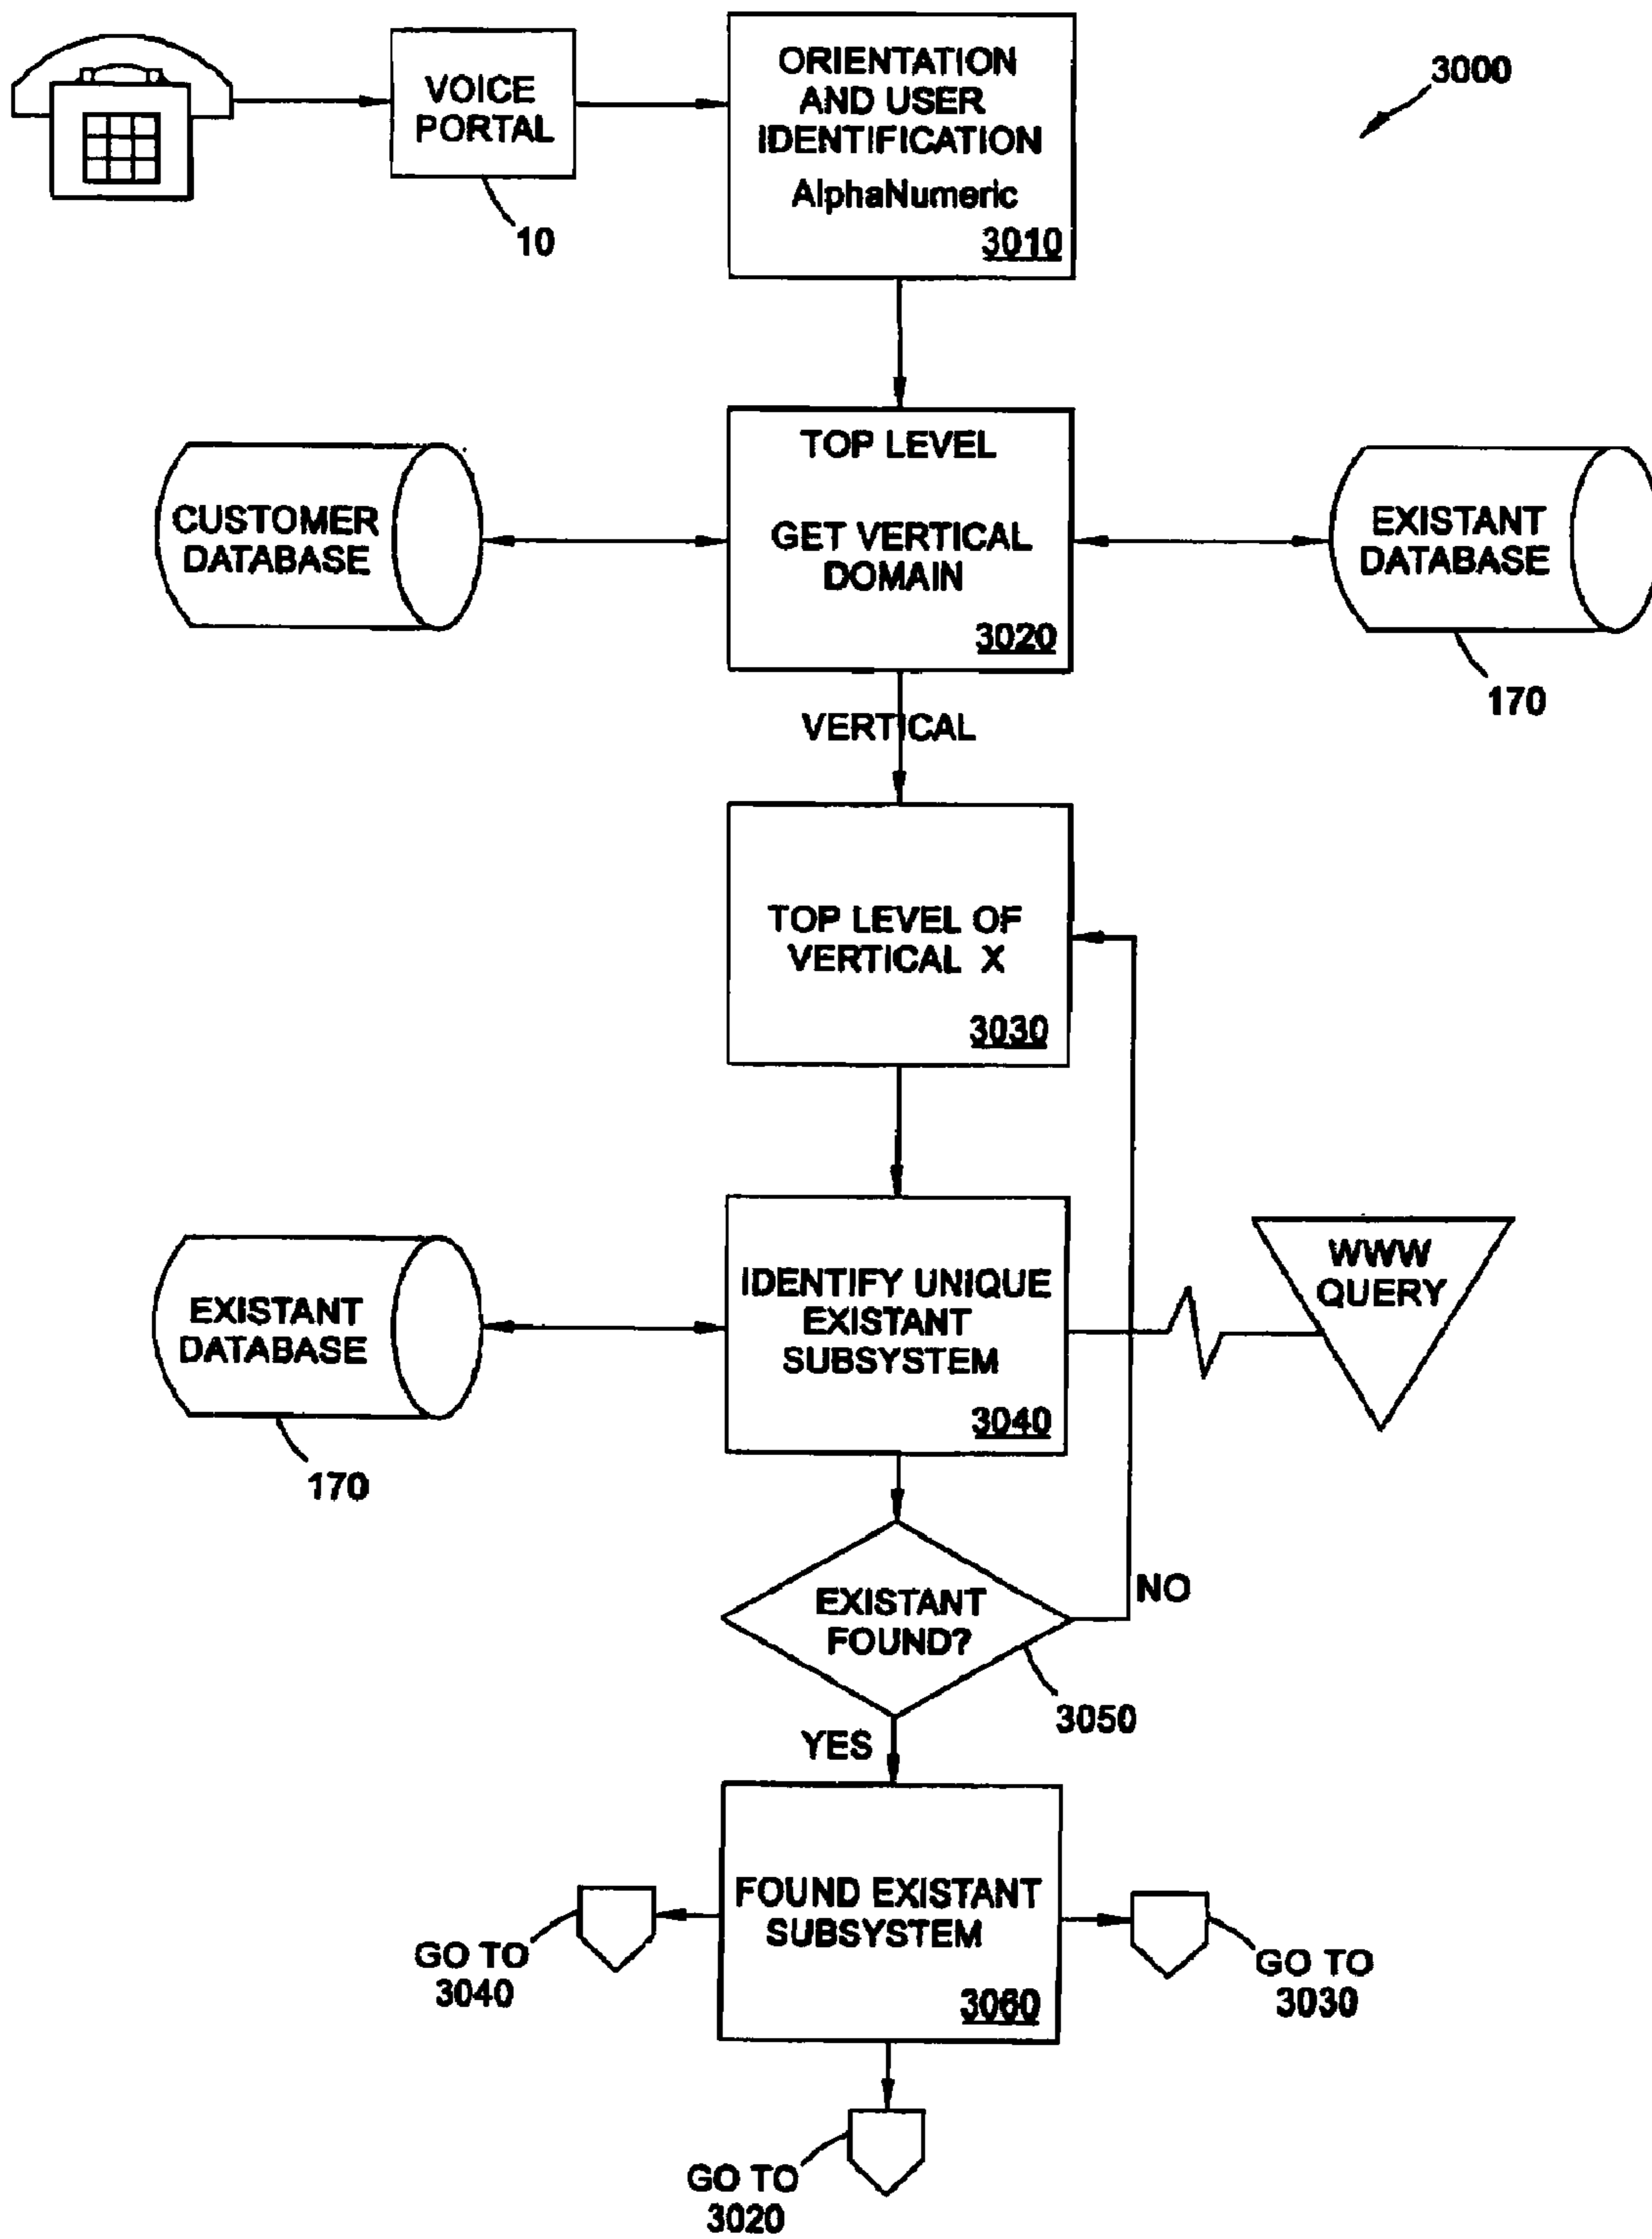 VOICE
PORTAL
10
ORIENTATION
AND USER
IDENTIFICATION
AlphaNumeric
3010
3000
CUSTOMER
DATABASE
TOP LEVEL
GET VERTICAL
DOMAIN
3020
EXISTANT
DATABASE
170
VERTICAL
TOP LEVEL OF
VERTICAL X
3030
EXISTANT
DATABASE
170
IDENTIFY UNIQUE
EXISTANT
SUBSYSTEM
3040
WWW
QUERY
EXISTANT
FOUND?
NO
3050
YES
FOUND EXISTANT
SUBSYSTEM
3060
GO TO
3040
GO TO
3030
GO TO
3020